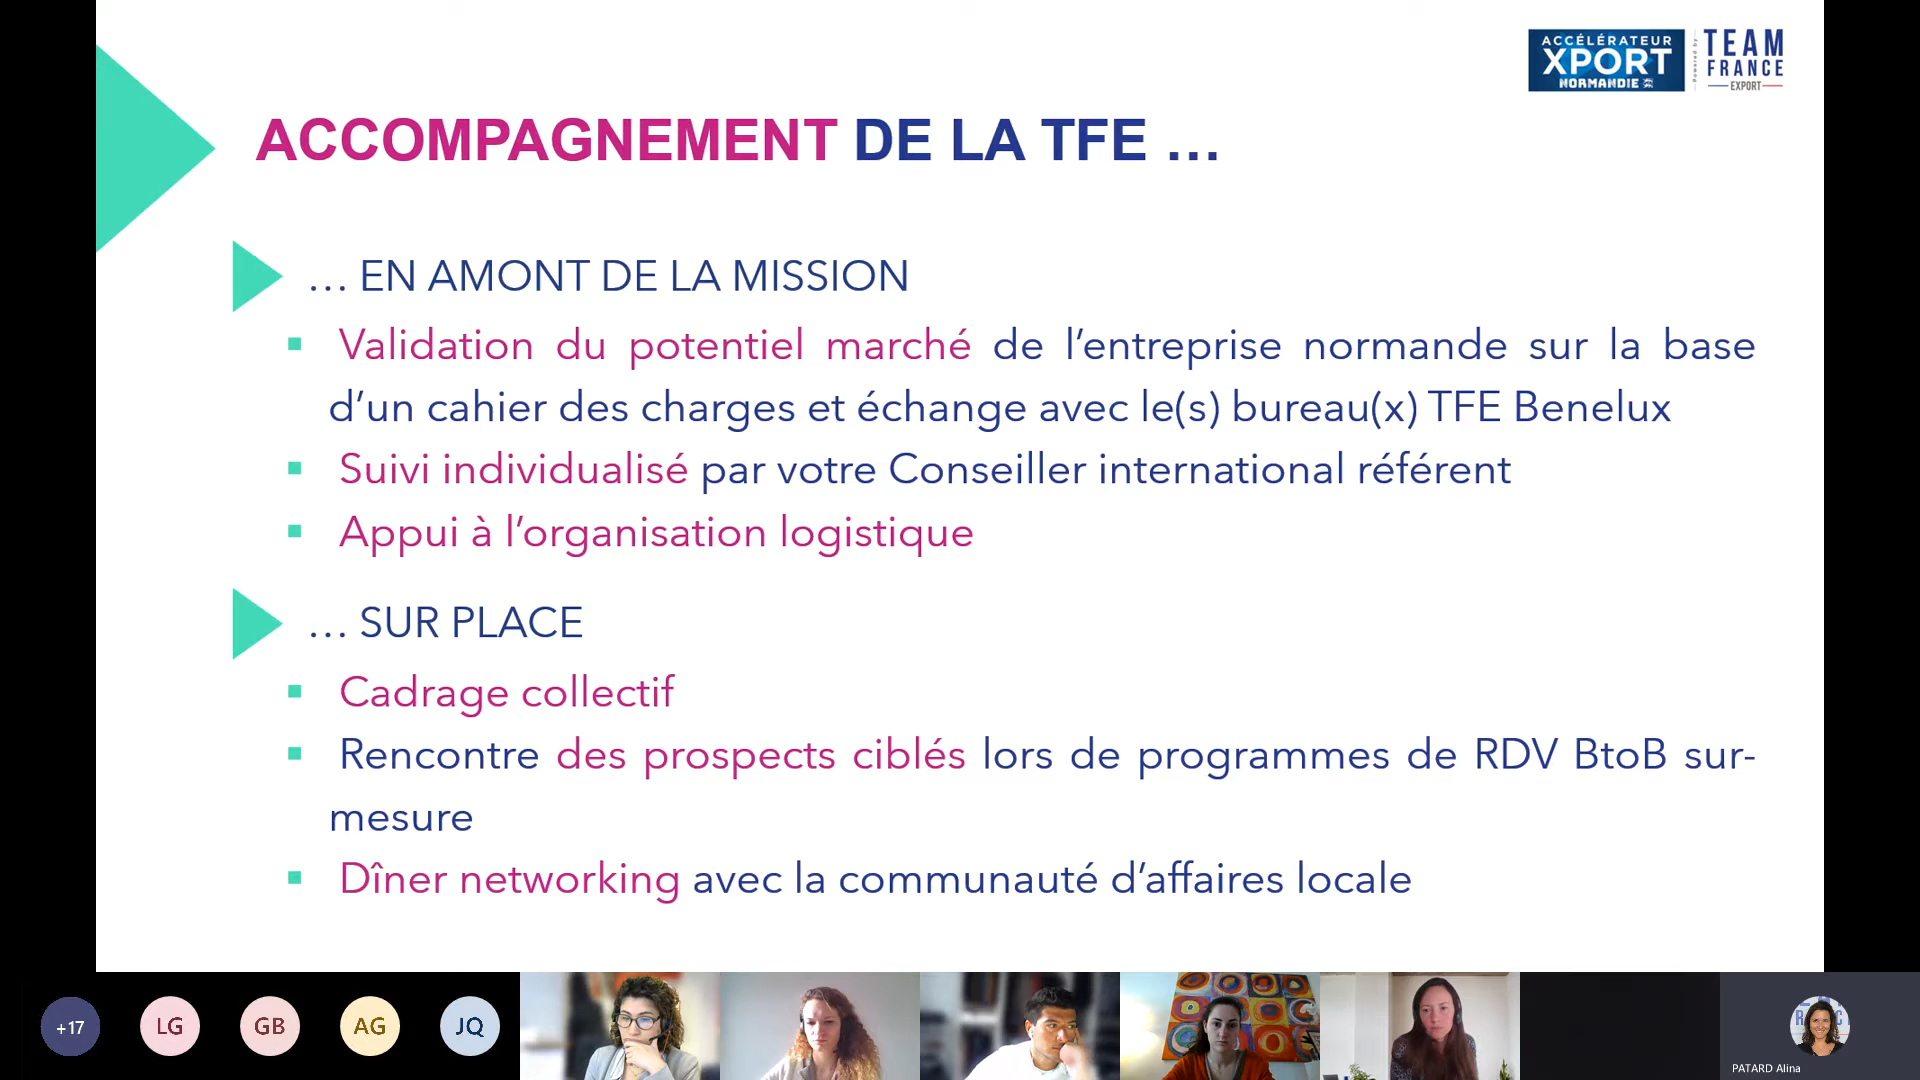 ACCÉLÉRATEUR
XPORT
NORMANDIE
Powered by
TEAM
FRANCE
EXPORT
ACCOMPAGNEMENT DE LA TFE …
… EN AMONT DE LA MISSION
Validation du potentiel marché de l’entreprise normande sur la base
d’un cahier des charges et échange avec le(s) bureau(x) TFE Benelux
Suivi individualisé par votre Conseiller international référent
Appui à l’organisation logistique
… SUR PLACE
Cadrage collectif
Rencontre des prospects ciblés lors de programmes de RDV BtoB sur-
mesure
Dîner networking avec la communauté d’affaires locale
+17
LG
GB
AG
JQ
PATARD Alina